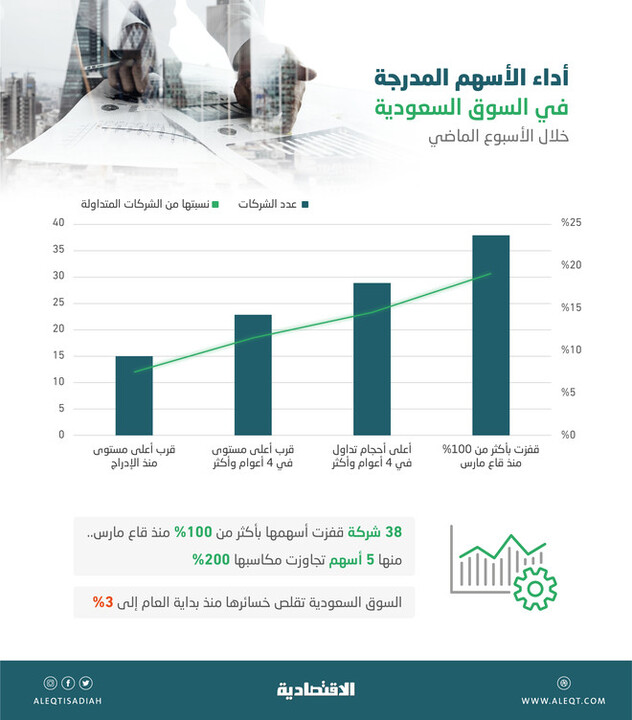 أداء الأسهم المدرجة
في السوق السعودية
خلال الأسبوع الماضي
عدد الشركات
نسبتها من الشركات المتداولة
40
35
30
25
20
15
10
5
0
%25
%20
%15
%10
%5
%0
قفزت بأكثر من 100%
منذ قاع مارس
أعلى أحجام تداول
في 4 أعوام وأكثر
قرب أعلى مستوى
في 4 أعوام وأكثر
قرب أعلى مستوى
منذ الإدراج
38 شركة قفزت أسهمها بأكثر من 100% منذ قاع مارس..
منها 5 أسهم تجاوزت مكاسبها 200%
السوق السعودية تقلص خسائرها منذ بداية العام إلى 3%
ALEQTISADIAH
الاقتصادية
WWW.ALEQT.COM